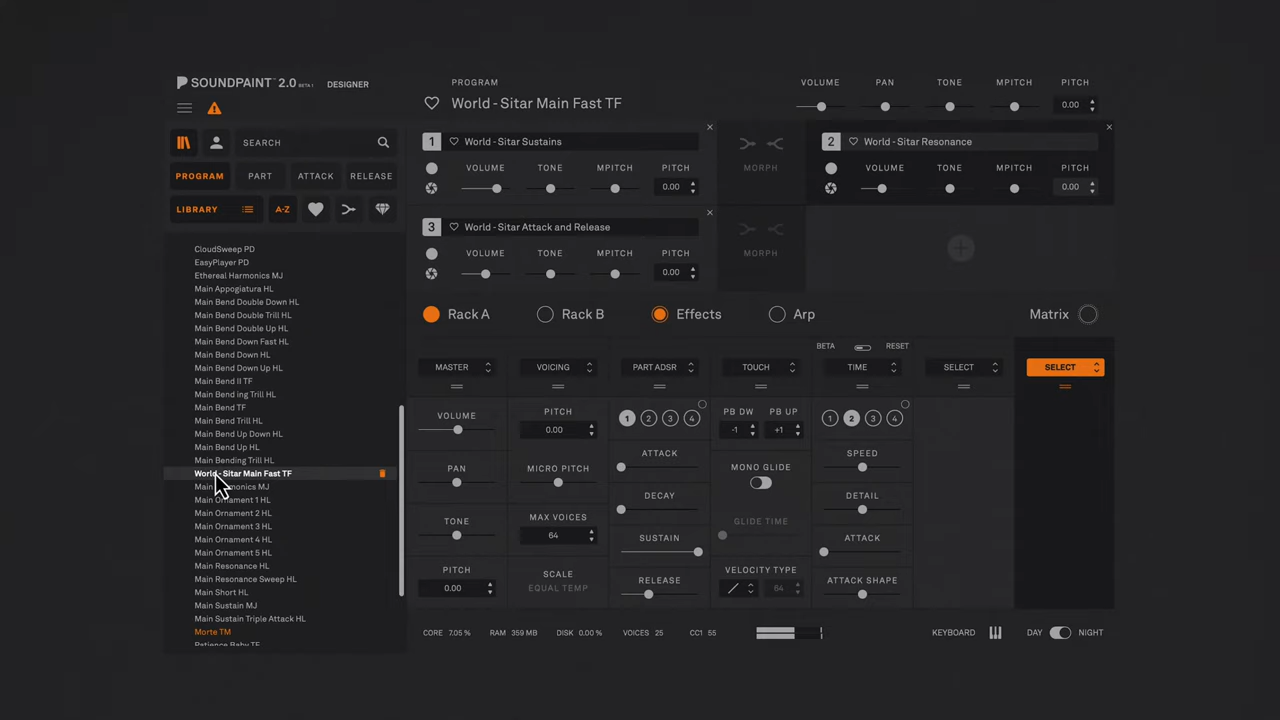 SOUNDPAINT™ 2.0 BETA 1 DESIGNER
SEARCH
PROGRAM PART ATTACK RELEASE
LIBRARY A-Z
CloudSweep PD
EasyPlayer PD
Ethereal Harmonics MJ
Main Appogiatura HL
Main Bend Double Down HL
Main Bend Double Trill HL
Main Bend Double Up HL
Main Bend Down Fast HL
Main Bend Down HL
Main Bend Down Up HL
Main Bend II TF
Main Bend ing Trill HL
Main Bend TF
Main Bend Trill HL
Main Bend Up Down HL
Main Bend Up HL
Main Bending Trill HL
World - Sitar Main Fast TF
Main Harmonics MJ
Main Ornament 1 HL
Main Ornament 2 HL
Main Ornament 3 HL
Main Ornament 4 HL
Main Ornament 5 HL
Main Resonance HL
Main Resonance Sweep HL
Main Short HL
Main Sustain MJ
Main Sustain Triple Attack HL
Morte TM
Patience Baby TF
PROGRAM
World - Sitar Main Fast TF
VOLUME PAN TONE MPITCH PITCH
0.00
1 World - Sitar Sustains
VOLUME TONE MPITCH PITCH
0.00
MORPH
2 World - Sitar Resonance
VOLUME TONE MPITCH PITCH
0.00
3 World - Sitar Attack and Release
VOLUME TONE MPITCH PITCH
0.00
MORPH
Rack A Rack B Effects Arp Matrix
BETA RESET
MASTER VOICING PART ADSR TOUCH TIME SELECT SELECT
VOLUME
PAN
TONE
PITCH
0.00
PITCH
0.00
MICRO PITCH
MAX VOICES
64
SCALE
EQUAL TEMP
1 2 3 4
ATTACK
DECAY
SUSTAIN
RELEASE
PB DW PB UP
-1 +1
MONO GLIDE
GLIDE TIME
VELOCITY TYPE
64
1 2 3 4
SPEED
DETAIL
ATTACK
ATTACK SHAPE
CORE 7.05 % RAM 359 MB DISK 0.00 % VOICES 25 CC1 55 KEYBOARD DAY NIGHT